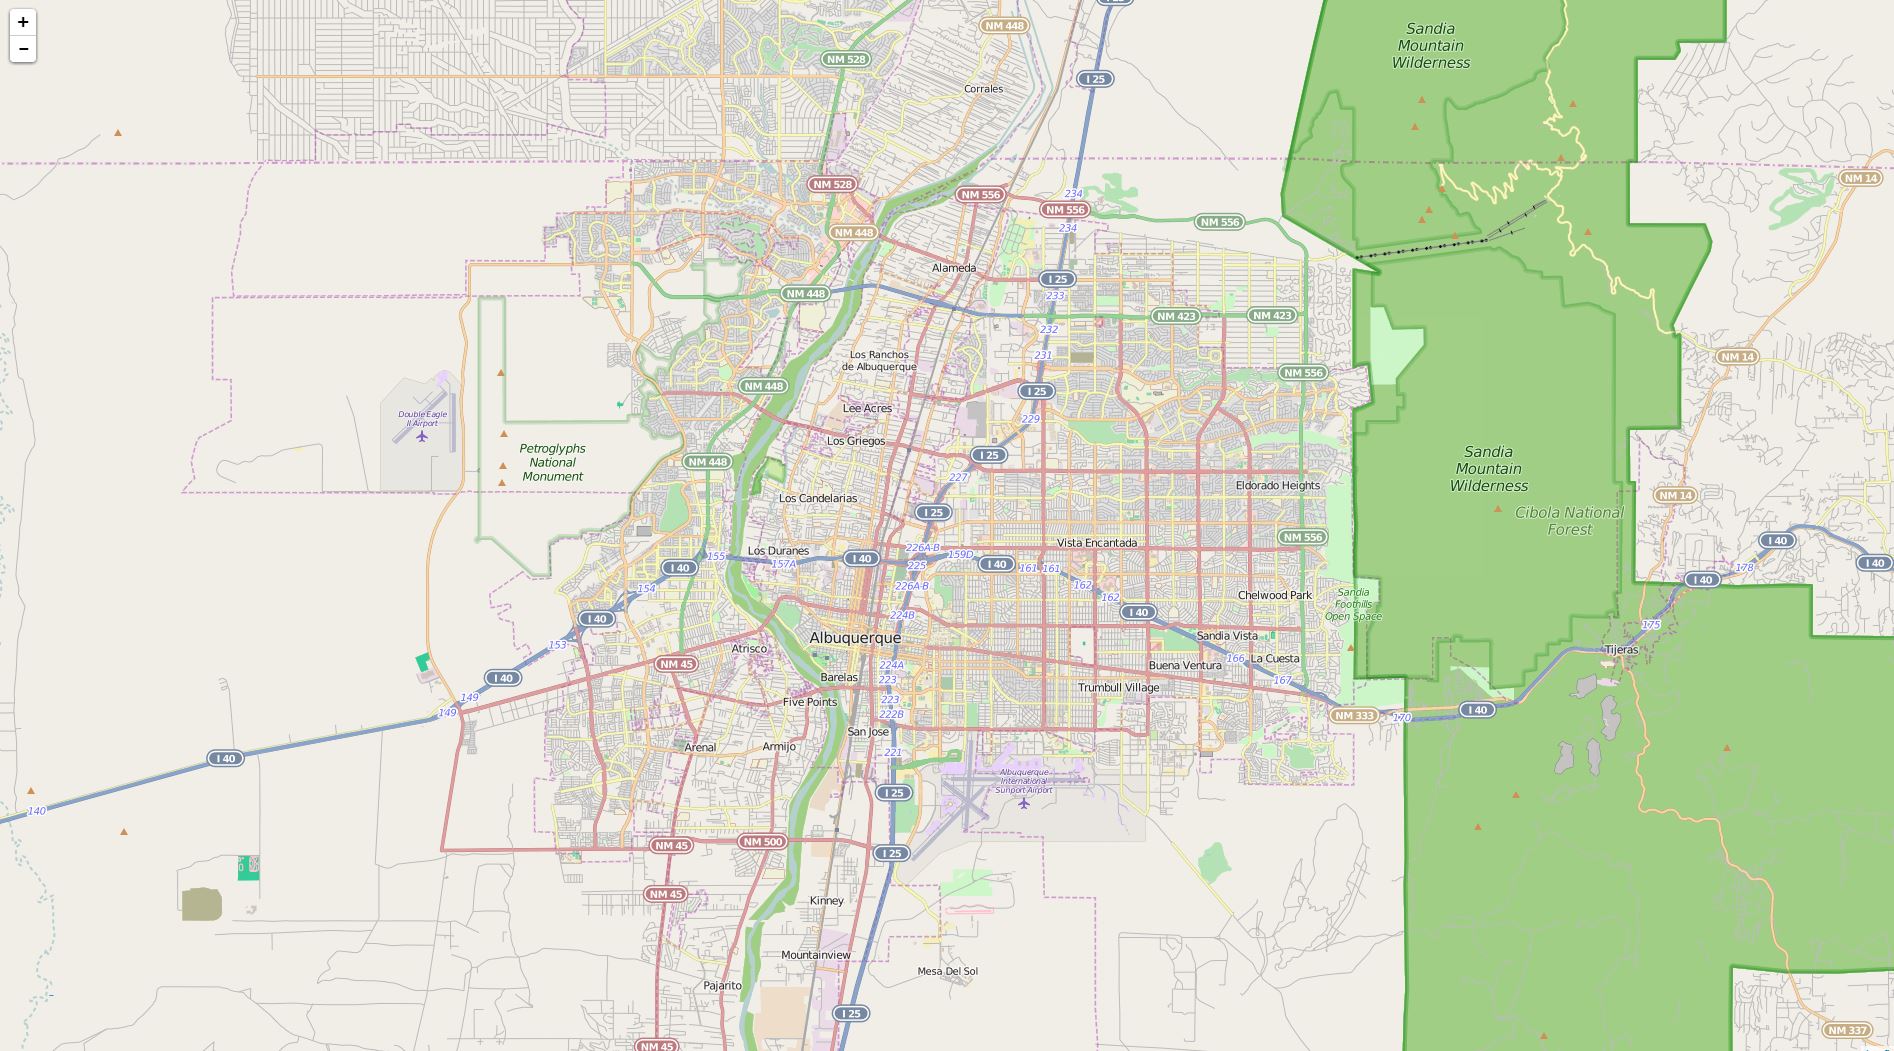 +
−
NM 448
NM 528
I 25
Corrales
Sandia
Mountain
Wilderness
NM 14
NM 528
NM 556
234
NM 556
NM 556
234
NM 448
Alameda
I 25
233
NM 448
NM 423
NM 423
232
231
Los Ranchos
de Albuquerque
NM 14
NM 556
NM 448
I 25
Double Eagle
II Airport
Lee Acres
229
Los Griegos
Petroglyphs
National
Monument
NM 448
I 25
227
Sandia
Mountain
Wilderness
Eldorado Heights
Los Candelarias
NM 14
I 25
Cibola National
Forest
NM 556
I 40
Vista Encantada
226A-B
Los Duranes
155
159D
157A
I 40
225
I 40
161
161
I 40
I 40
178
I 40
154
226A-B
162
162
Chelwood Park
Sandia
Foothills
Open Space
I 40
224B
I 40
175
Albuquerque
Sandia Vista
153
Atrisco
Tijeras
NM 45
224A
Buena Ventura
166
La Cuesta
I 40
Barelas
223
167
Trumbull Village
149
Five Points
223
149
222B
NM 333
170
I 40
San Jose
Arenal
Armijo
221
I 40
Albuquerque
International
Sunport Airport
I 25
140
NM 45
NM 500
I 25
NM 45
Kinney
Mountainview
Mesa Del Sol
Pajarito
I 25
NM 337
NM 45